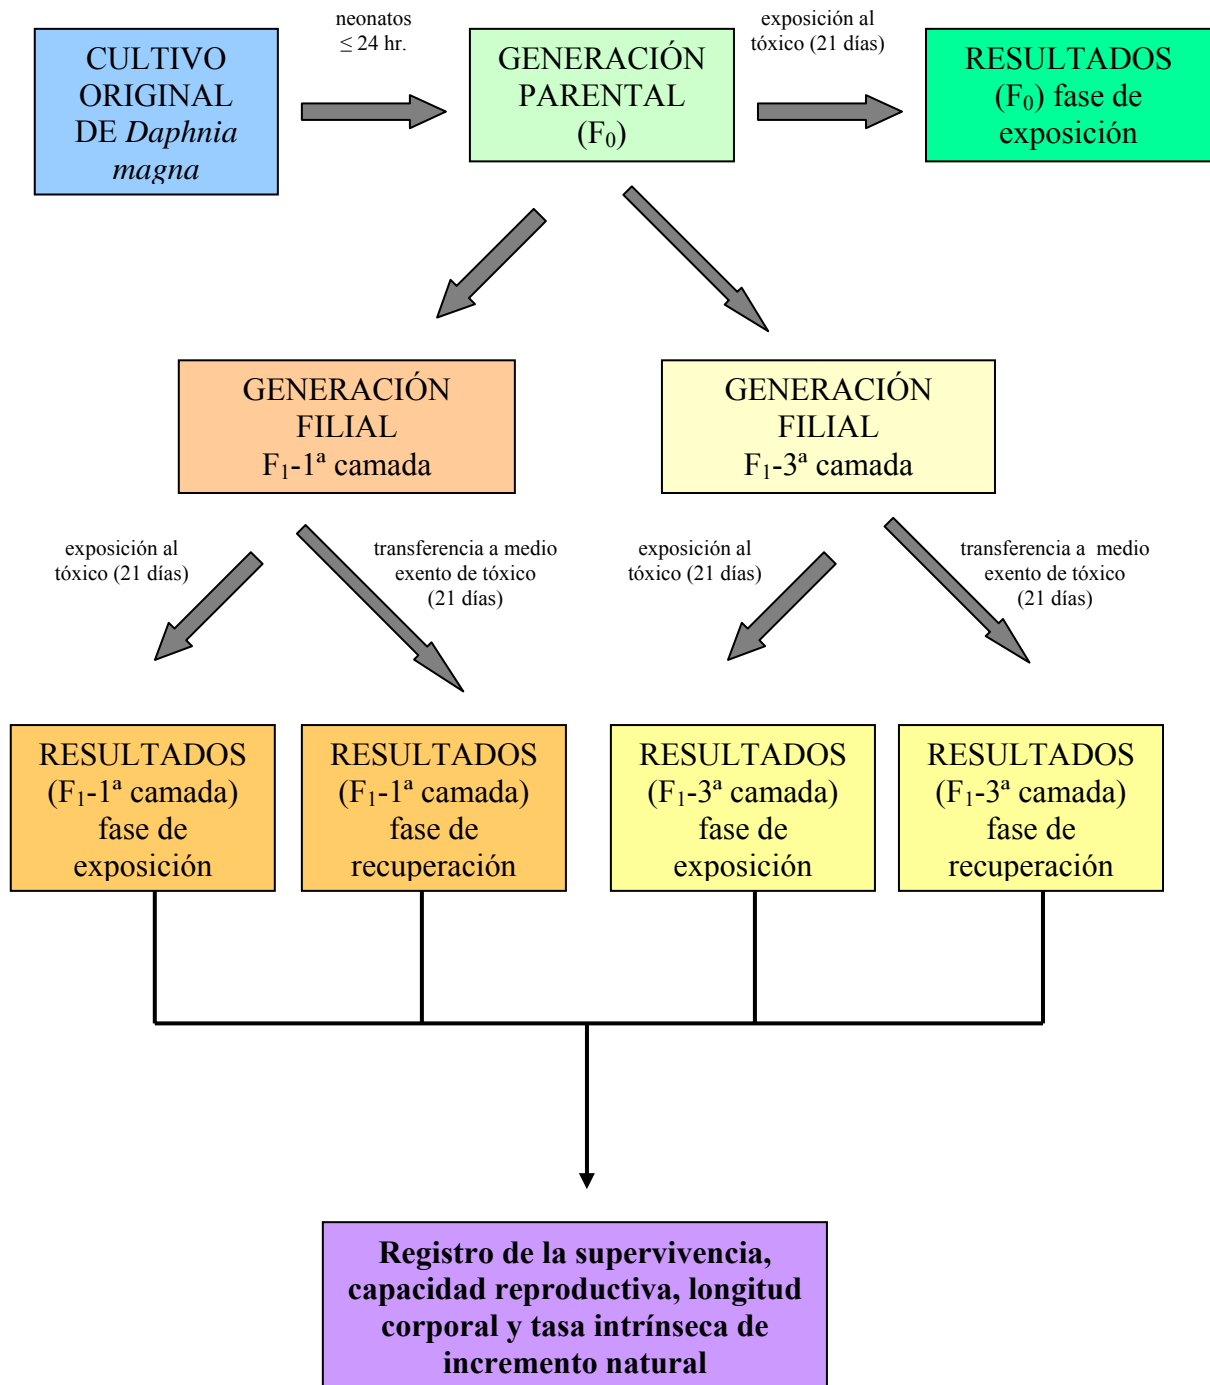 CULTIVO
ORIGINAL
DE Daphnia
magna
neonatos
≤ 24 hr.
GENERACIÓN
PARENTAL
(F₀)
exposición al
tóxico (21 días)
RESULTADOS
(F₀) fase de
exposición
GENERACIÓN
FILIAL
F₁-1ª camada
GENERACIÓN
FILIAL
F₁-3ª camada
exposición al
tóxico (21 días)
transferencia a medio
exento de tóxico
(21 días)
exposición al
tóxico (21 días)
transferencia a medio
exento de tóxico
(21 días)
RESULTADOS
(F₁-1ª camada)
fase de
exposición
RESULTADOS
(F₁-1ª camada)
fase de
recuperación
RESULTADOS
(F₁-3ª camada)
fase de
exposición
RESULTADOS
(F₁-3ª camada)
fase de
recuperación
Registro de la supervivencia,
capacidad reproductiva, longitud
corporal y tasa intrínseca de
incremento natural